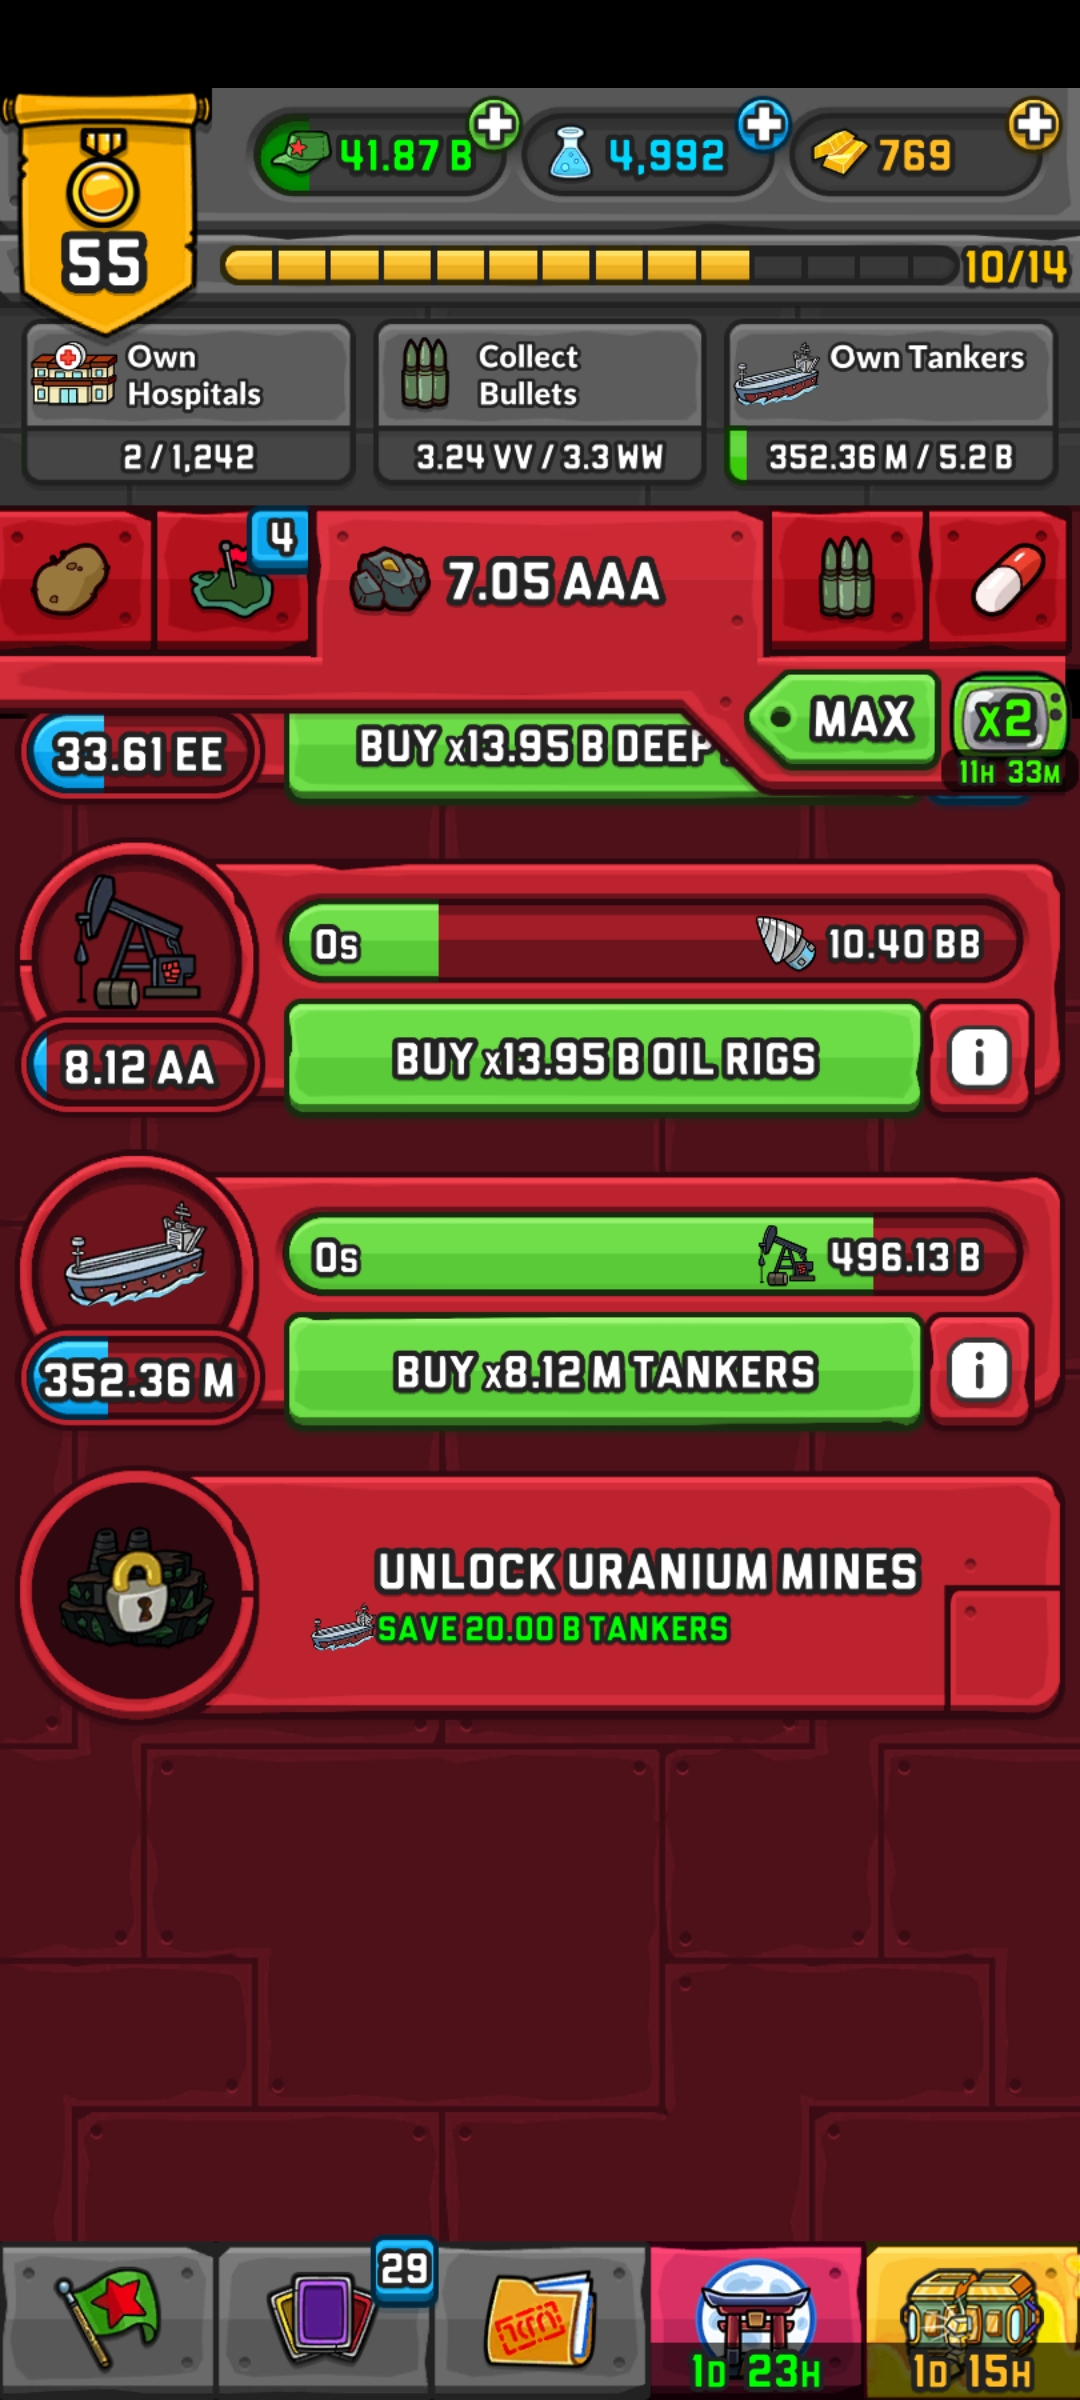 41.87 B
4,992
769
55
10/14
Own
Hospitals
2 / 1,242
Collect
Bullets
3.24 VV / 3.3 WW
Own Tankers
352.36 M / 5.2 B
4
7.05 AAA
MAX
x2
11H 33M
33.61 EE
BUY x13.95 B DEEP
0s
10.40 BB
8.12 AA
BUY x13.95 B OIL RIGS
i
0s
496.13 B
352.36 M
BUY x8.12 M TANKERS
i
UNLOCK URANIUM MINES
SAVE 20.00 B TANKERS
29
1D 23H
1D 15H